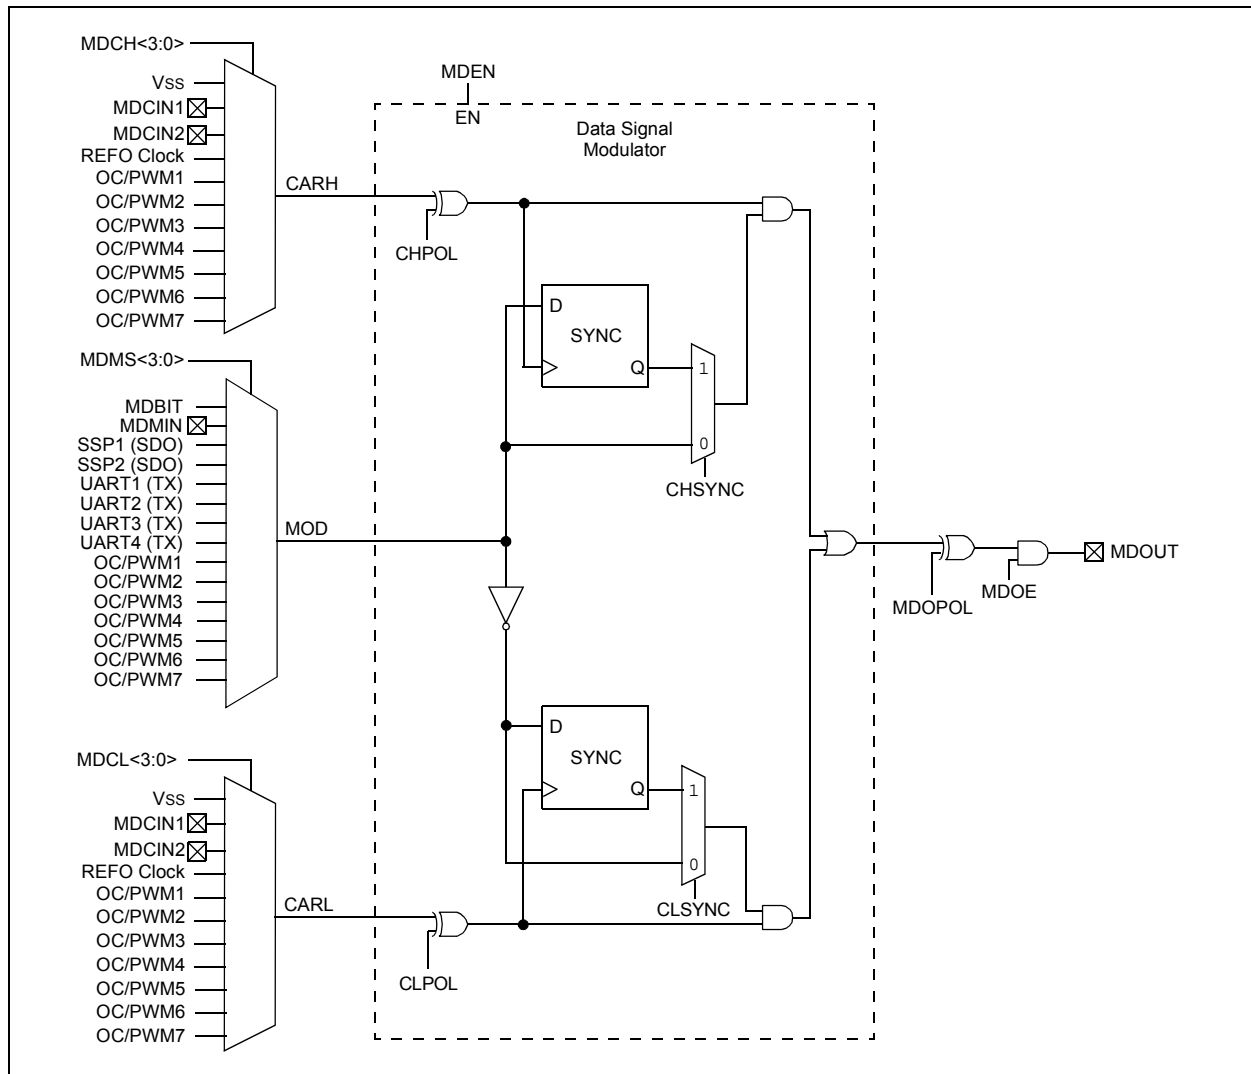 MDCH<3:0>
VSS
MDCIN1
MDCIN2
REFO Clock
OC/PWM1
OC/PWM2
OC/PWM3
OC/PWM4
OC/PWM5
OC/PWM6
OC/PWM7
CARH
MDEN
EN
Data Signal
Modulator
CHPOL
D
SYNC
Q
1
0
CHSYNC
MDMS<3:0>
MDBIT
MDMIN
SSP1 (SDO)
SSP2 (SDO)
UART1 (TX)
UART2 (TX)
UART3 (TX)
UART4 (TX)
OC/PWM1
OC/PWM2
OC/PWM3
OC/PWM4
OC/PWM5
OC/PWM6
OC/PWM7
MOD
MDOPOL
MDOE
MDOUT
D
SYNC
Q
1
0
CLSYNC
MDCL<3:0>
VSS
MDCIN1
MDCIN2
REFO Clock
OC/PWM1
OC/PWM2
OC/PWM3
OC/PWM4
OC/PWM5
OC/PWM6
OC/PWM7
CARL
CLPOL